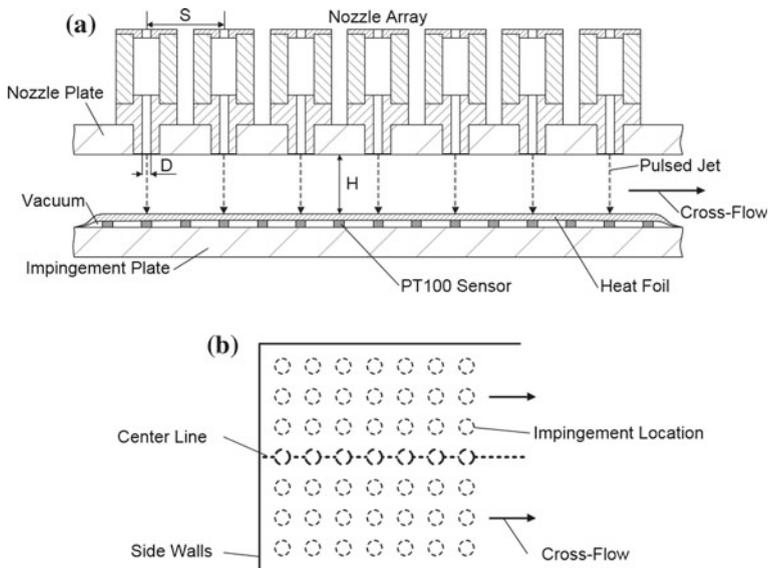 (a)
S
Nozzle Array
Nozzle Plate
D
H
Pulsed Jet
Cross-Flow
Vacuum
Impingement Plate
PT100 Sensor
Heat Foil
(b)
Center Line
Impingement Location
Side Walls
Cross-Flow